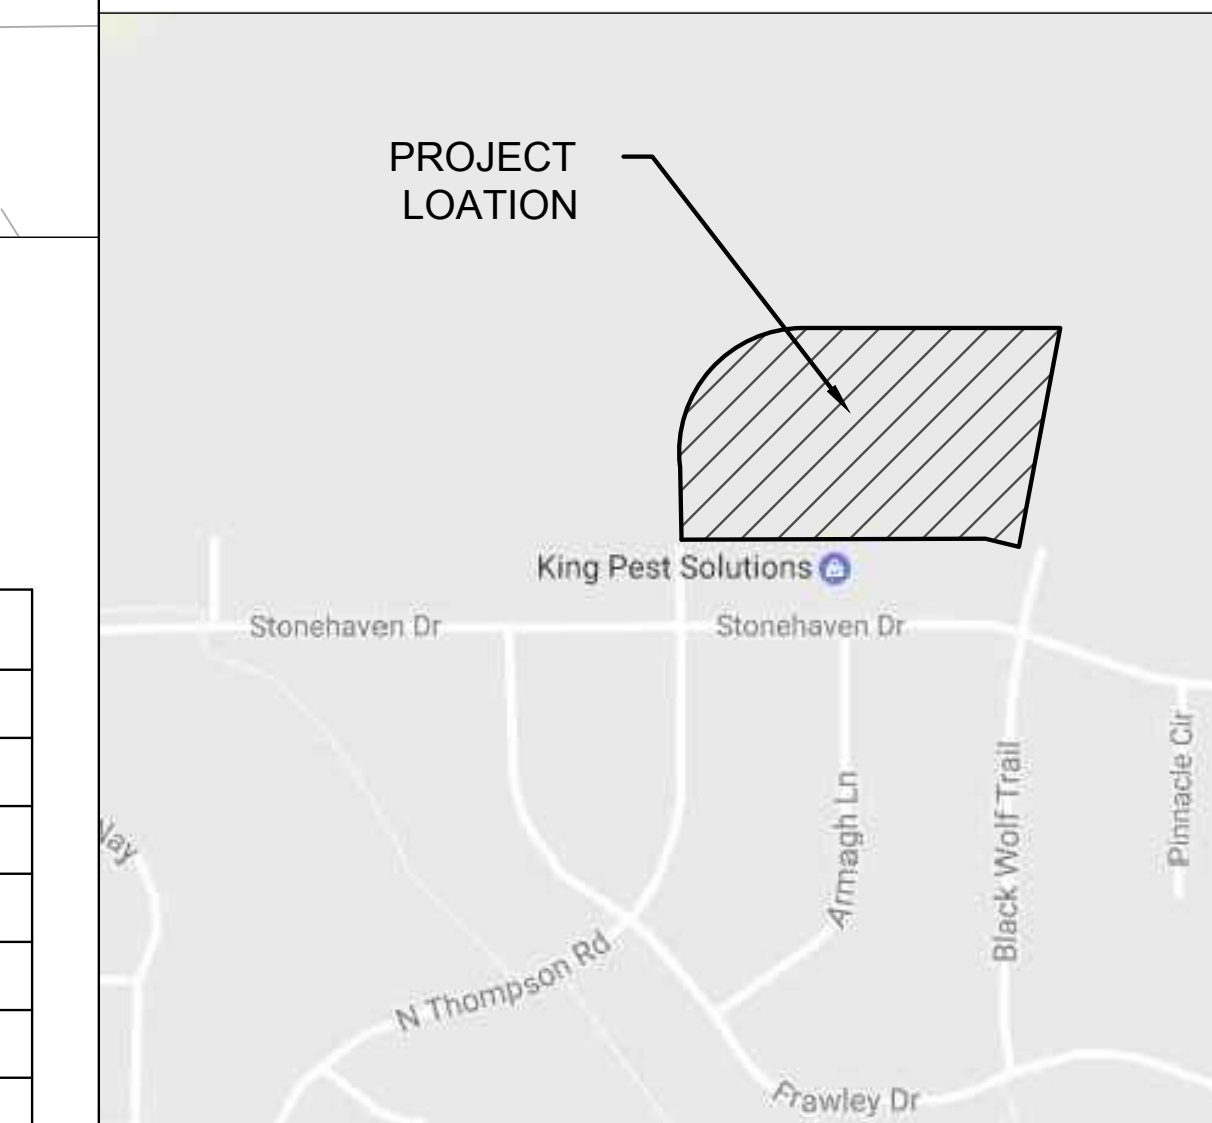 PROJECT
LOATION
King Pest Solutions
Stonehaven Dr
Stonehaven Dr
Pinnacle Cir
Black Wolf Trail
Armagh Ln
N Thompson Rd
Frawley Dr